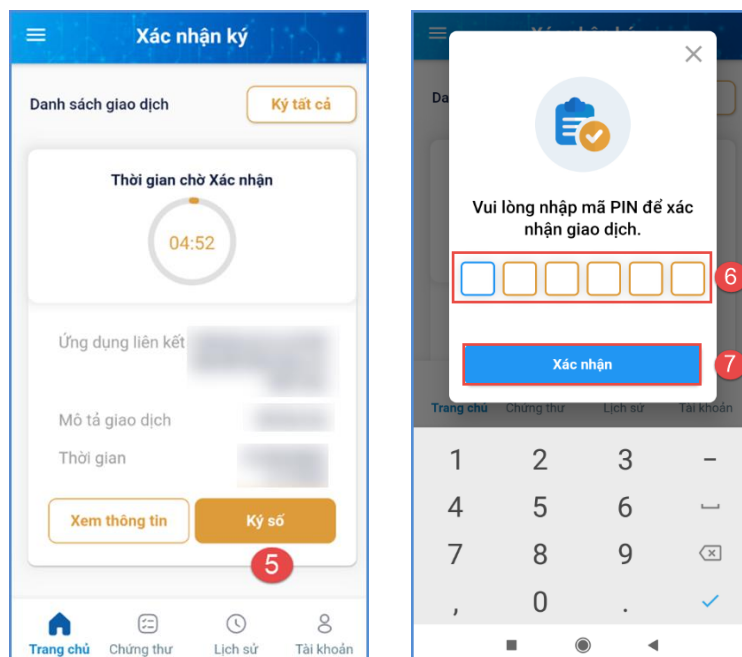 Xác nhận ký
Danh sách giao dịch
Ký tất cả
Thời gian chờ Xác nhận
04:52
Ứng dụng liên kết
Mô tả giao dịch
Thời gian
Xem thông tin
Ký số
5
Trang chủ
Chứng thư
Lịch sử
Tài khoản
Da
Vui lòng nhập mã PIN để xác
nhận giao dịch.
6
Xác nhận
7
Trang chủ
Chứng thư
Lịch sử
Tài khoản
1 2 3 –
4 5 6
7 8 9
, 0 .